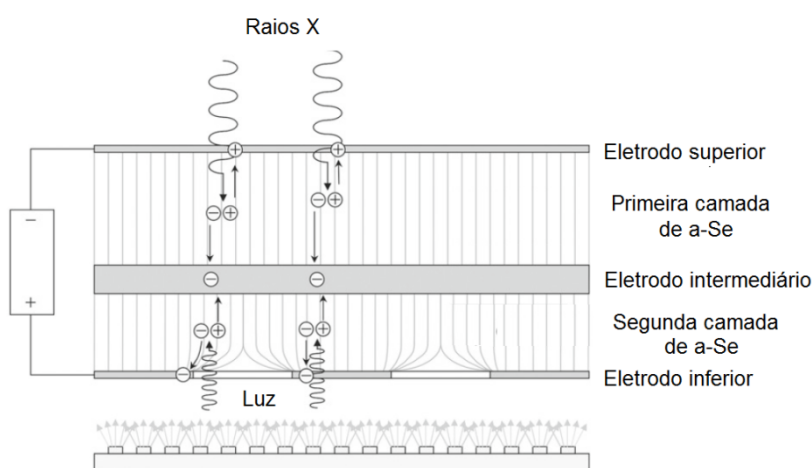 Raios X
Eletrodo superior
Primeira camada
de a-Se
Eletrodo intermediário
Segunda camada
de a-Se
Eletrodo inferior
Luz